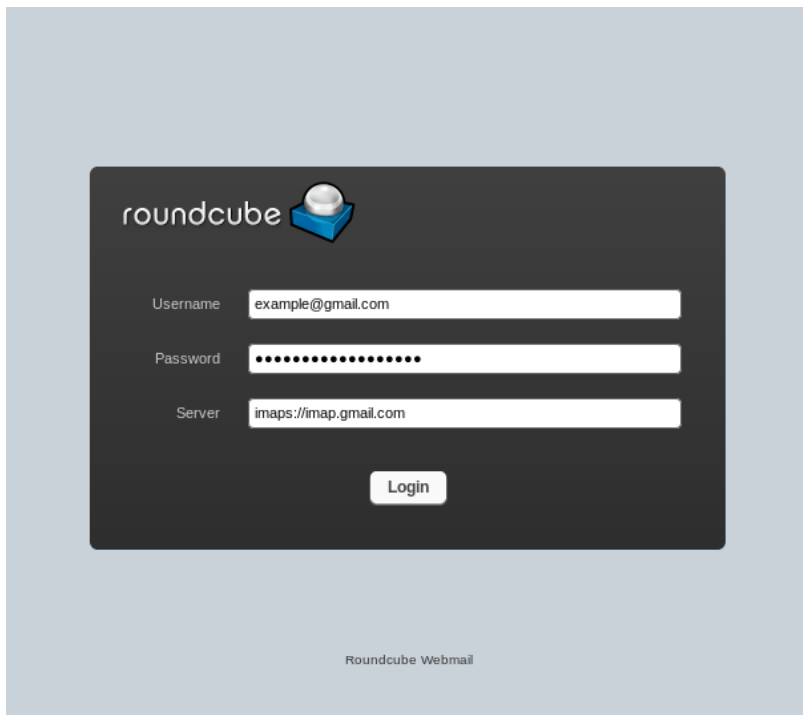 roundcube
Username example@gmail.com
Password ●●●●●●●●●●●●●●●●●●
Server imaps://imap.gmail.com
Login
Roundcube Webmail